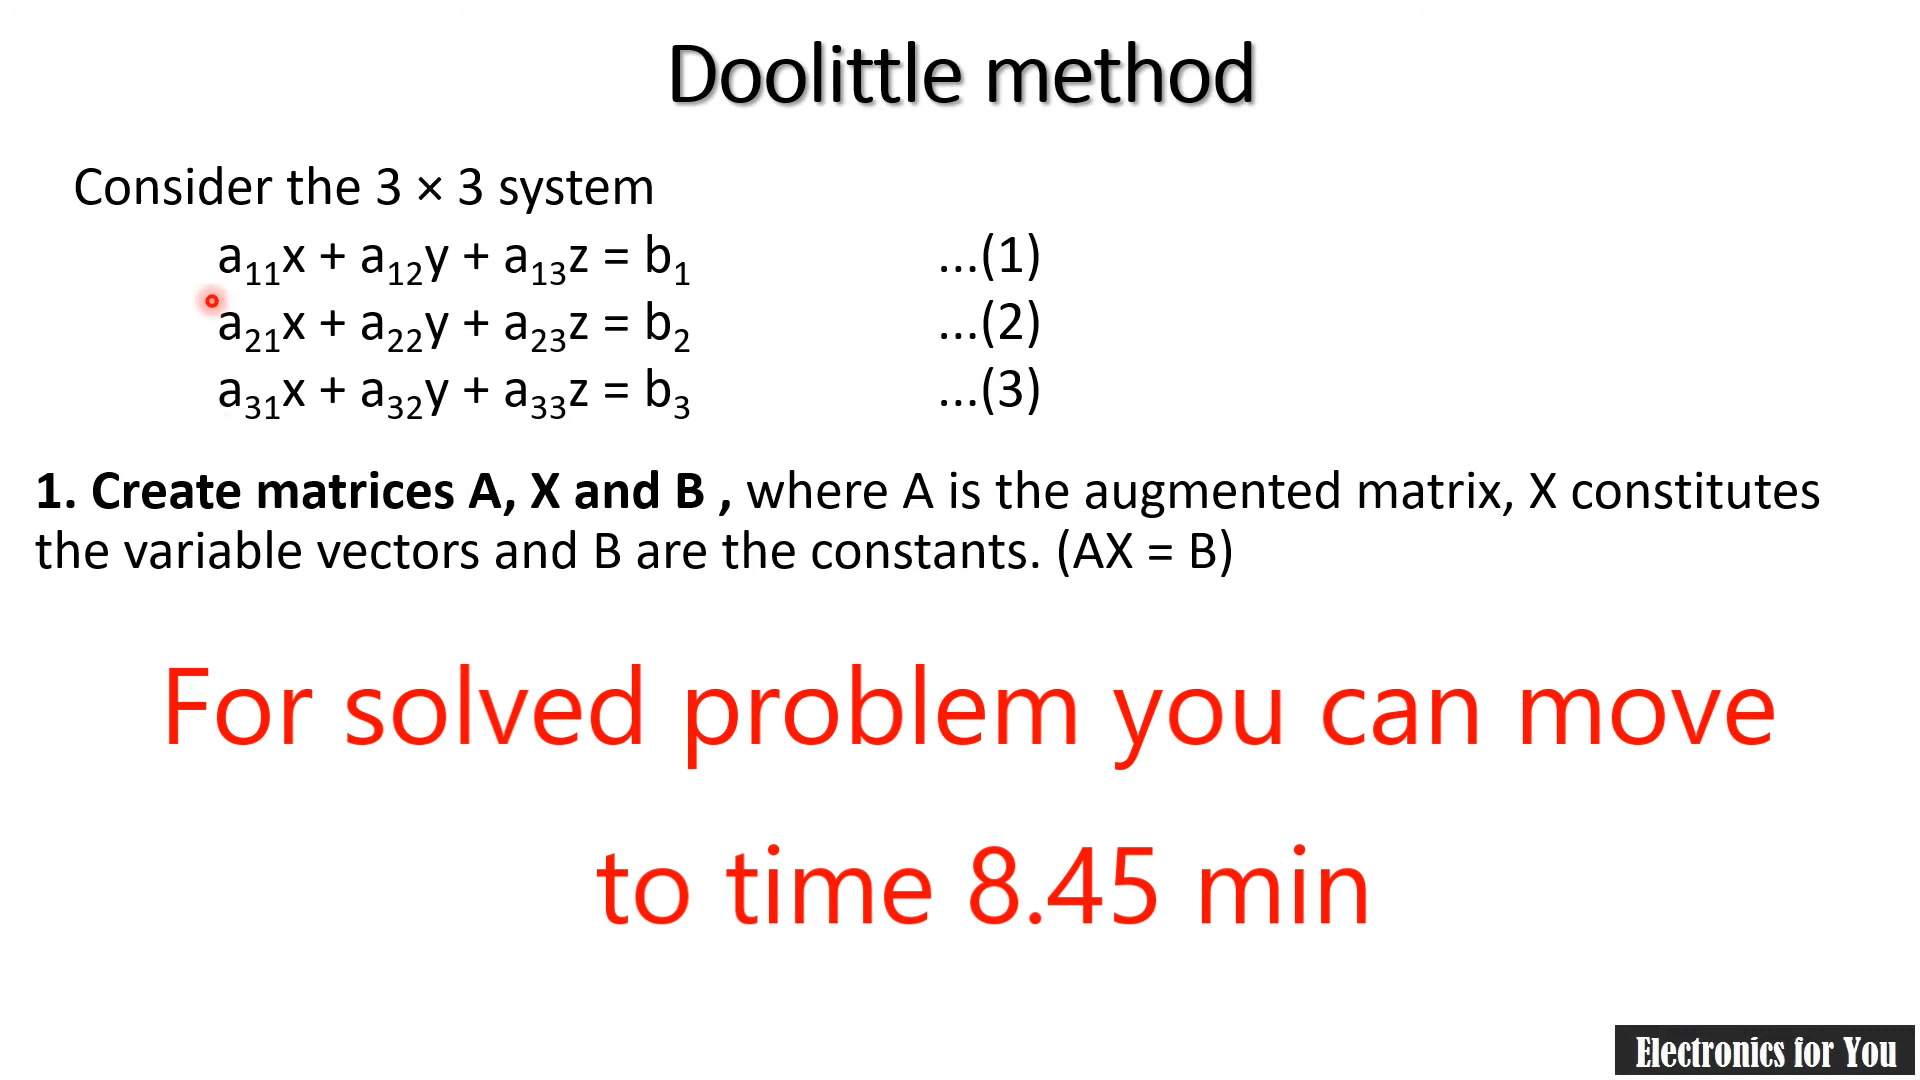 Doolittle method
Consider the 3 × 3 system
a₁₁x + a₁₂y + a₁₃z = b₁ ...(1)
a₂₁x + a₂₂y + a₂₃z = b₂ ...(2)
a₃₁x + a₃₂y + a₃₃z = b₃ ...(3)
1. Create matrices A, X and B , where A is the augmented matrix, X constitutes
the variable vectors and B are the constants. (AX = B)
For solved problem you can move
to time 8.45 min
Electronics for You